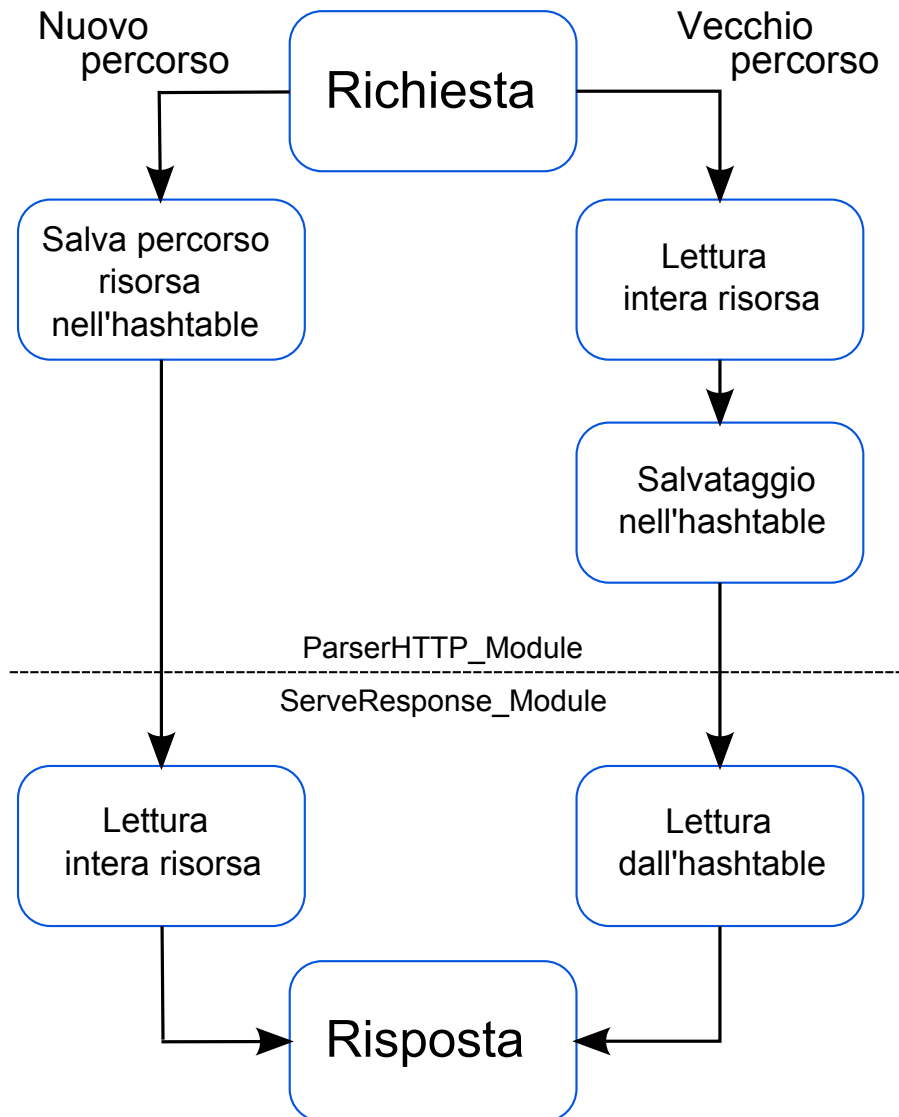 Nuovo
percorso
Vecchio
percorso
Richiesta
Salva percorso
risorsa
nell'hashtable
Lettura
intera risorsa
Salvataggio
nell'hashtable
ParserHTTP_Module
ServeResponse_Module
Lettura
intera risorsa
Lettura
dall'hashtable
Risposta